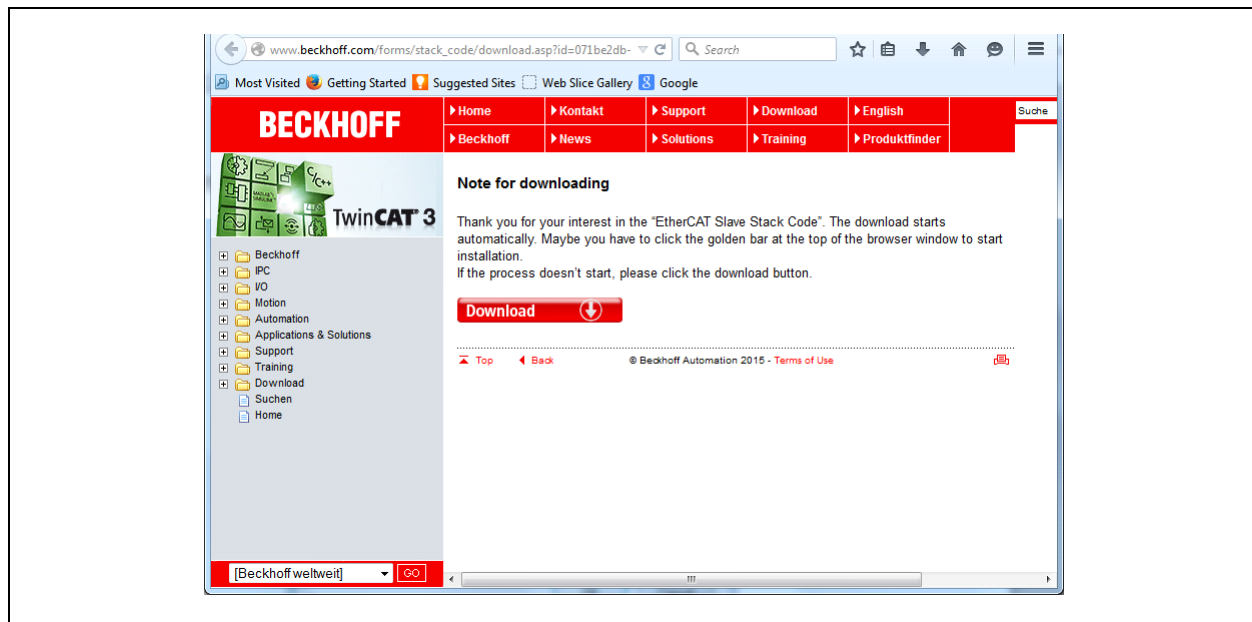 www.beckhoff.com/forms/stack_code/download.asp?id=071be2db-
Search
Most Visited Getting Started Suggested Sites Web Slice Gallery Google
BECKHOFF
Home Kontakt Support Download English
Suche
Beckhoff News Solutions Training Produktfinder
C/C++
TwinCAT 3
Note for downloading
Thank you for your interest in the “EtherCAT Slave Stack Code”. The download starts
automatically. Maybe you have to click the golden bar at the top of the browser window to start
installation.
If the process doesn’t start, please click the download button.
Download
Top Back © Beckhoff Automation 2015 - Terms of Use
Beckhoff
IPC
I/O
Motion
Automation
Applications & Solutions
Support
Training
Download
Suchen
Home
[Beckhoff weltweit] GO